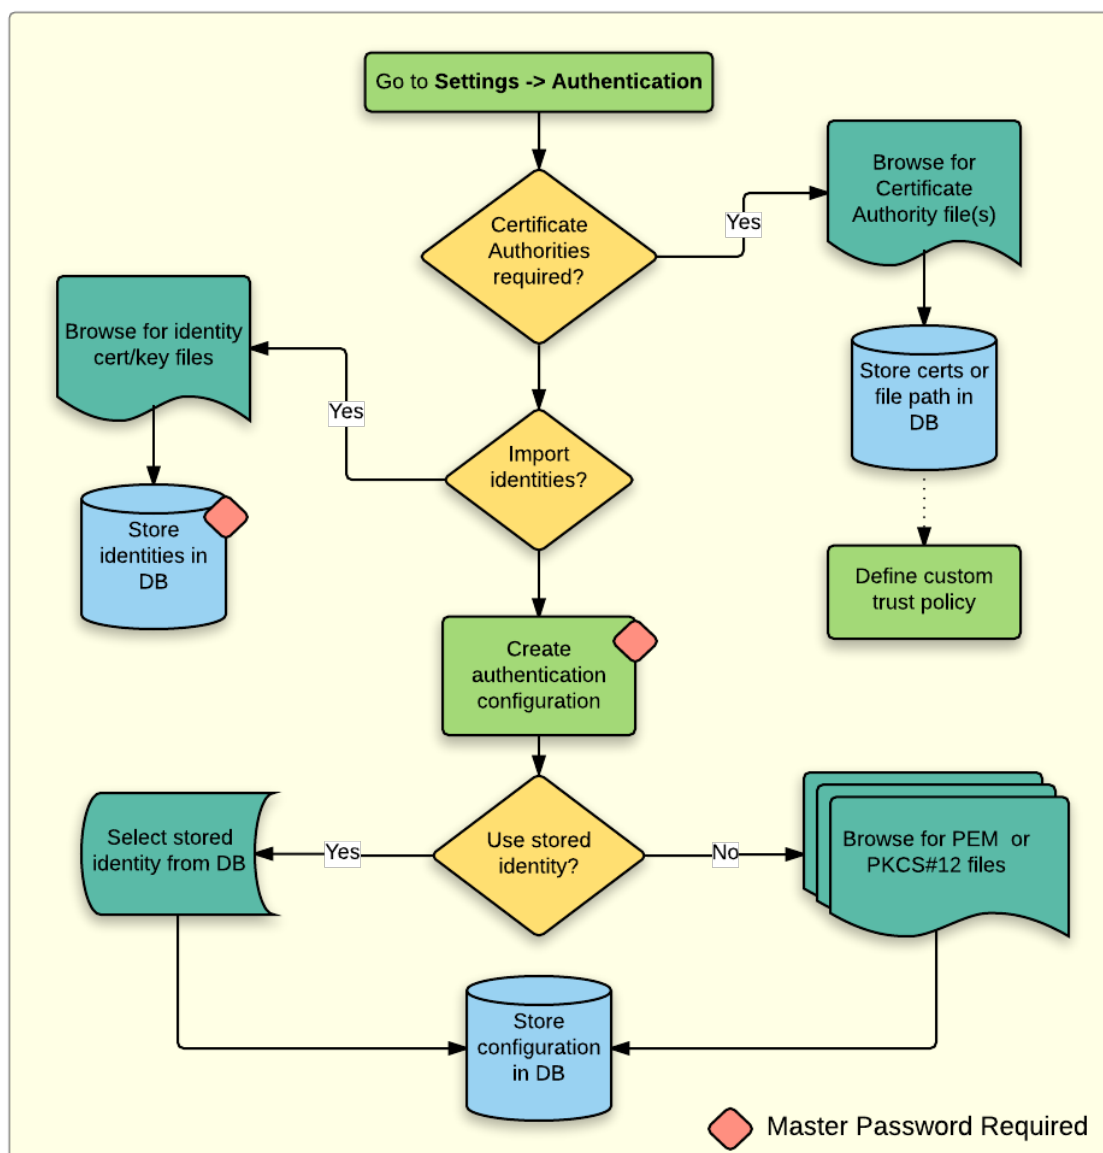 Go to Settings -> Authentication
Certificate
Authorities
required?
Yes
Browse for
Certificate
Authority file(s)
Store certs or
file path in
DB
Define custom
trust policy
Import
identities?
Yes
Browse for identity
cert/key files
Store
identities in
DB
Create
authentication
configuration
Use stored
identity?
Yes
Select stored
identity from DB
No
Browse for PEM or
PKCS#12 files
Store
configuration
in DB
Master Password Required